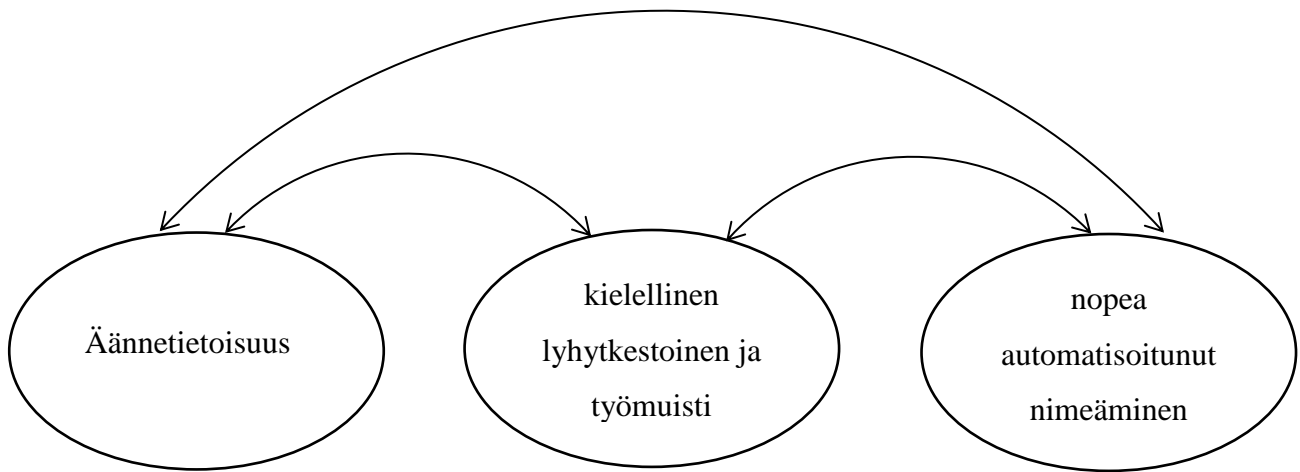 Äännetietoisuus
kielellinen
lyhytkestoinen ja
työmuisti
nopea
automatisoitunut
nimeäminen